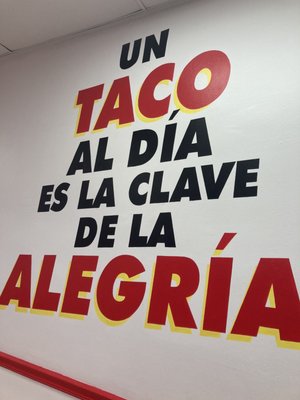 UN
TACO
AL DÍA
ES LA CLAVE
DE LA
ALEGRÍA